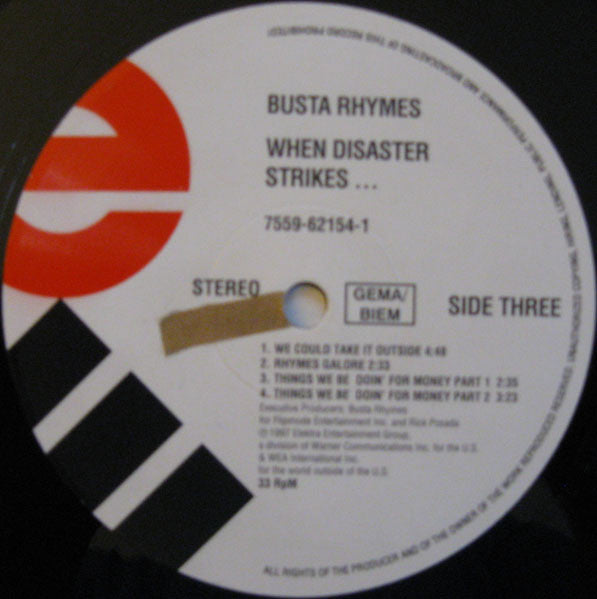 BUSTA RHYMES
WHEN DISASTER
STRIKES ...
7559-62154-1
STEREO
GEMA/
BIEM
SIDE THREE
1. WE COULD TAKE IT OUTSIDE 4:48
2. RHYMES GALORE 2:33
3. THINGS WE BE DOIN' FOR MONEY PART 1 2:35
4. THINGS WE BE DOIN' FOR MONEY PART 2 3:23
Executive Producers: Busta Rhymes
for Flipmode Entertainment Inc. and Rick Posada
℗ 1997 Elektra Entertainment Group,
a division of Warner Communications Inc. for the U.S.
& WEA International Inc.
for the world outside of the U.S.
33 RpM
ALL RIGHTS OF THE PRODUCER AND OF THE OWNER OF THE WORK REPRODUCED RESERVED. UNAUTHORISED COPYING, HIRING, LENDING, PUBLIC PERFORMANCE AND BROADCASTING OF THIS RECORD PROHIBITED!
e